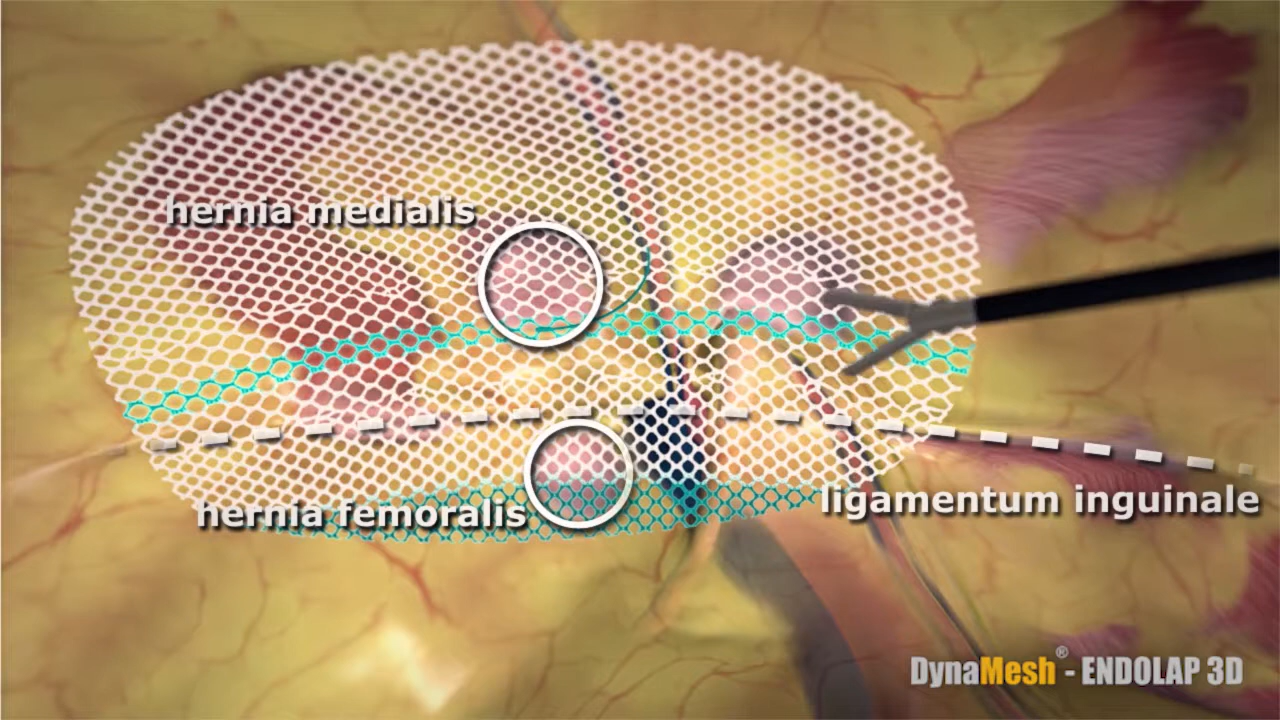 hernia medialis
hernia femoralis
ligamentum inguinale
DynaMesh® - ENDOLAP 3D